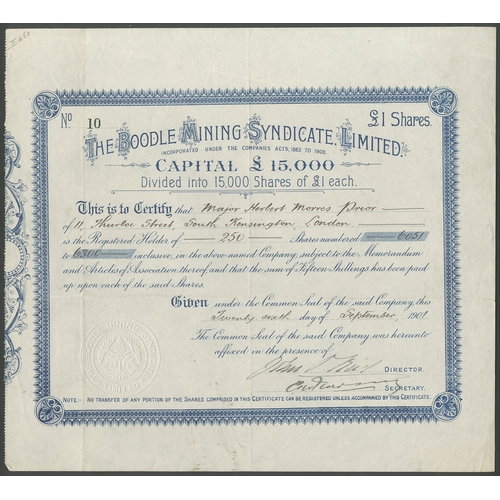 No 10
£1 Shares.
THE BOODLE MINING SYNDICATE, LIMITED.
INCORPORATED UNDER THE COMPANIES ACTS, 1862 TO 1900.
CAPITAL £ 15,000
Divided into 15,000 Shares of £1 each.
This is to Certify that Major Herbert Morres Prior
of 11, Thurloe Street, South Kensington, London
is the Registered Holder of 250 Shares numbered 6051
to 6300 inclusive, in the above-named Company, subject to the Memorandum
and Articles of Association thereof, and that the sum of Fifteen Shillings has been paid
up upon each of the said Shares.
Given under the Common Seal of the said Company, this
Twenty sixth day of September, 1901
The Common Seal of the said Company was hereunto
affixed in the presence of
DIRECTOR.
SECRETARY.
NOTE.- NO TRANSFER OF ANY PORTION OF THE SHARES COMPRISED IN THIS CERTIFICATE CAN BE REGISTERED UNLESS ACCOMPANIED BY THIS CERTIFICATE.